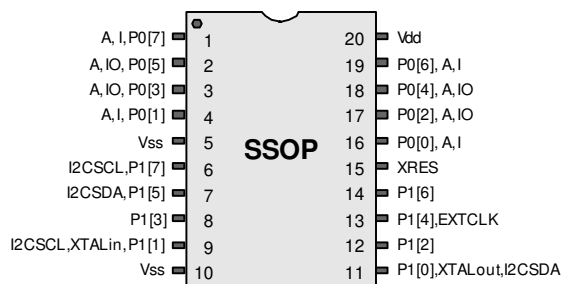 A, I, P0[7] 1 20 Vdd
A, IO, P0[5] 2 19 P0[6], A, I
A, IO, P0[3] 3 18 P0[4], A, IO
A, I, P0[1] 4 17 P0[2], A, IO
Vss 5 SSOP 16 P0[0], A, I
I2CSCL, P1[7] 6 15 XRES
I2CSDA, P1[5] 7 14 P1[6]
P1[3] 8 13 P1[4], EXTCLK
I2CSCL, XTALin, P1[1] 9 12 P1[2]
Vss 10 11 P1[0], XTALout, I2CSDA